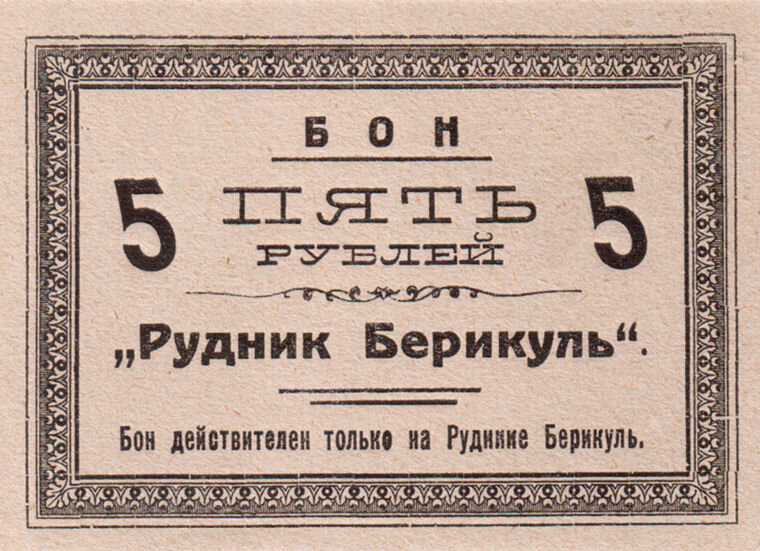 БОН
5 ПЯТЬ 5
РУБЛЕЙ
„Рудник Берикуль“.
Бон действителен только на Руднике Берикуль.